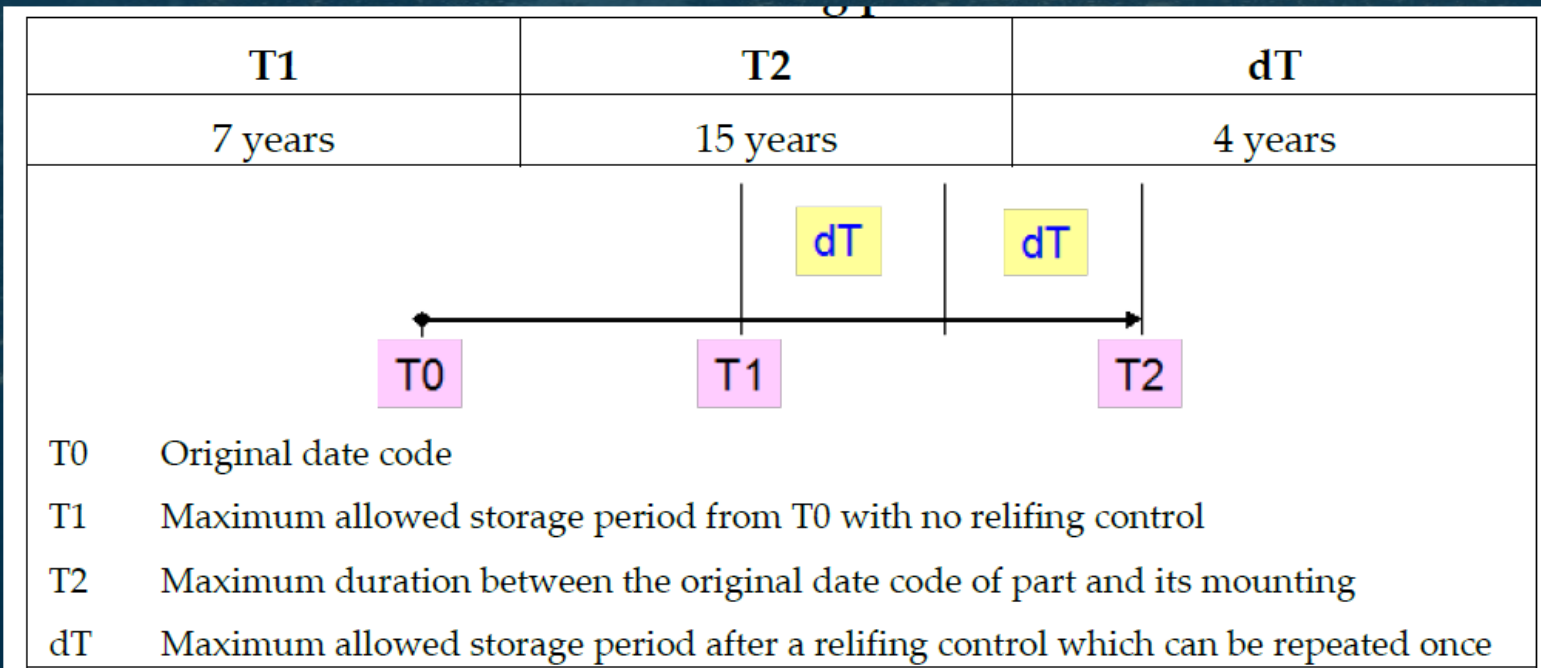 T1 T2 dT
7 years 15 years 4 years
dT dT
T0 T1 T2
T0 Original date code
T1 Maximum allowed storage period from T0 with no relifing control
T2 Maximum duration between the original date code of part and its mounting
dT Maximum allowed storage period after a relifing control which can be repeated once